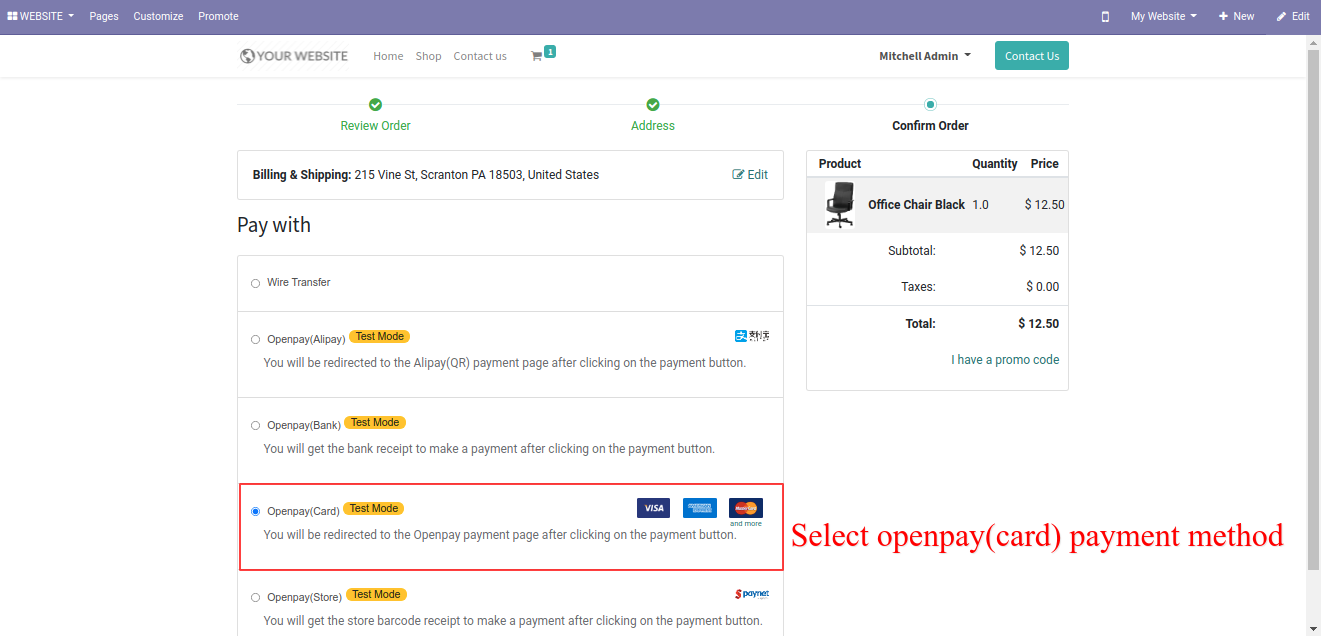 WEBSITE Pages Customize Promote My Website New Edit
YOUR WEBSITE Home Shop Contact us 1 Mitchell Admin Contact Us
Review Order Address Confirm Order
Billing & Shipping: 215 Vine St, Scranton PA 18503, United States Edit
Pay with
Wire Transfer
Openpay(Alipay) Test Mode 支付宝
You will be redirected to the Alipay(QR) payment page after clicking on the payment button.
Openpay(Bank) Test Mode
You will get the bank receipt to make a payment after clicking on the payment button.
Openpay(Card) Test Mode VISA AMERICAN EXPRESS MasterCard
and more
You will be redirected to the Openpay payment page after clicking on the payment button.
Openpay(Store) Test Mode paynet
You will get the store barcode receipt to make a payment after clicking on the payment button.
Product Quantity Price
Office Chair Black 1.0 $ 12.50
Subtotal: $ 12.50
Taxes: $ 0.00
Total: $ 12.50
I have a promo code
Select openpay(card) payment method